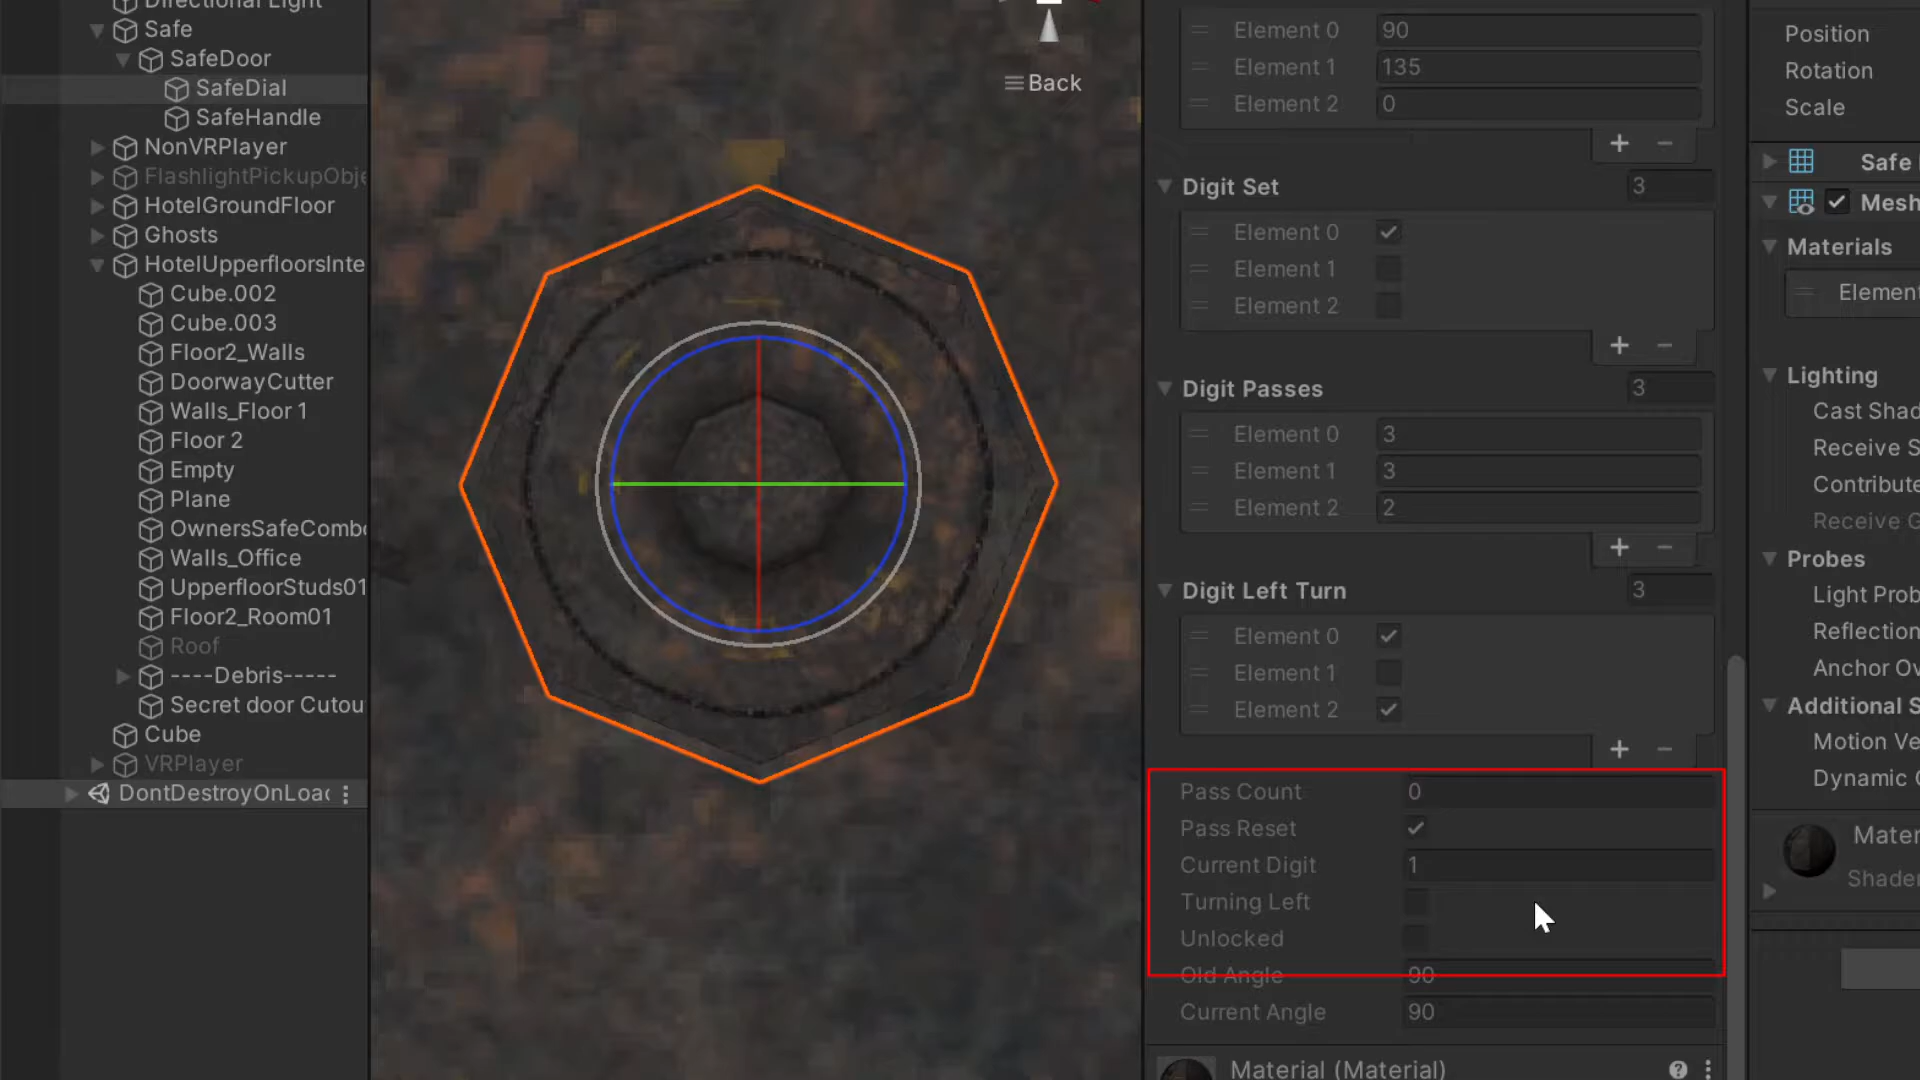 Directional Light
Safe
SafeDoor
SafeDial
SafeHandle
NonVRPlayer
FlashlightPickupObje
HotelGroundFloor
Ghosts
HotelUpperfloorsInte
Cube.002
Cube.003
Floor2_Walls
DoorwayCutter
Walls_Floor 1
Floor 2
Empty
Plane
OwnersSafeCombo
Walls_Office
UpperfloorStuds01
Floor2_Room01
Roof
----Debris-----
Secret door Cutou
Cube
VRPlayer
DontDestroyOnLoad
Back
Element 0 90
Element 1 135
Element 2 0
+ −
Digit Set 3
Element 0
Element 1
Element 2
+ −
Digit Passes 3
Element 0 3
Element 1 3
Element 2 2
+ −
Digit Left Turn 3
Element 0
Element 1
Element 2
+ −
Pass Count 0
Pass Reset
Current Digit 1
Turning Left
Unlocked
Old Angle 90
Current Angle 90
Material (Material)
Position
Rotation
Scale
Safe
Mesh
Materials
Element
Lighting
Cast Shad
Receive S
Contribute
Receive G
Probes
Light Prob
Reflection
Anchor Ov
Additional S
Motion Ve
Dynamic O
Mater
Shader